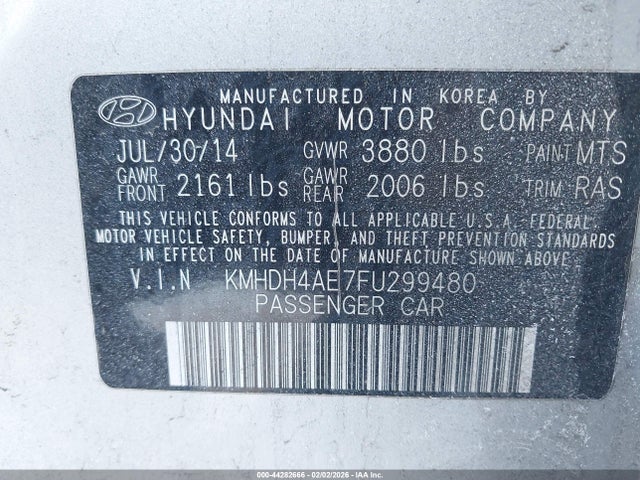 MANUFACTURED IN KOREA BY
HYUNDAI MOTOR COMPANY
JUL/30/14 GVWR 3880 lbs PAINT MTS
GAWR FRONT 2161 lbs GAWR REAR 2006 lbs TRIM RAS
THIS VEHICLE CONFORMS TO ALL APPLICABLE U.S.A. FEDERAL
MOTOR VEHICLE SAFETY, BUMPER, AND THEFT PREVENTION STANDARDS
IN EFFECT ON THE DATE OF MANUFACTURE SHOWN ABOVE.
V.I.N KMHDH4AE7FU299480
PASSENGER CAR
000-44282666 - 02/02/2026 - IAAI.COM